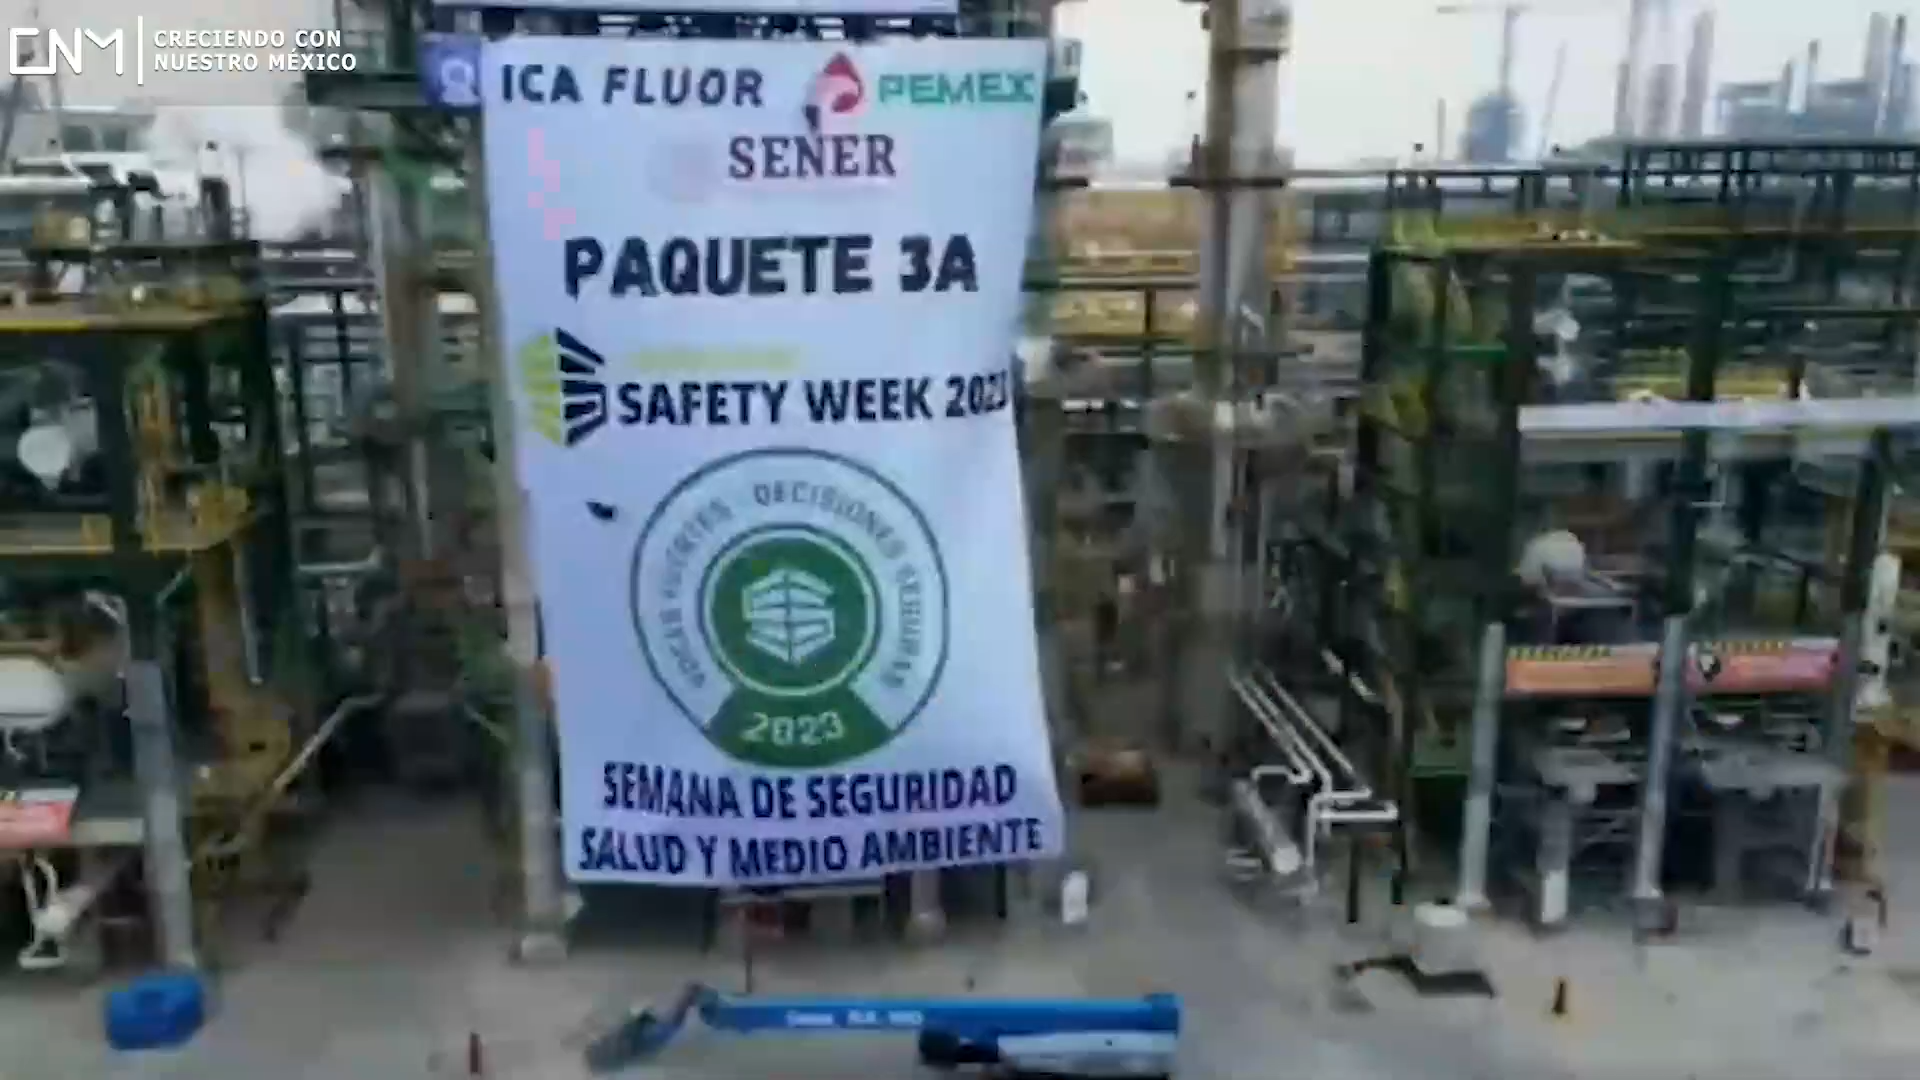 CNM
CRECIENDO CON
NUESTRO MÉXICO
ICA FLUOR
PEMEX
SENER
PAQUETE 3A
SAFETY WEEK 2023
DECISIONES SEGURAS
2023
SEMANA DE SEGURIDAD
SALUD Y MEDIO AMBIENTE